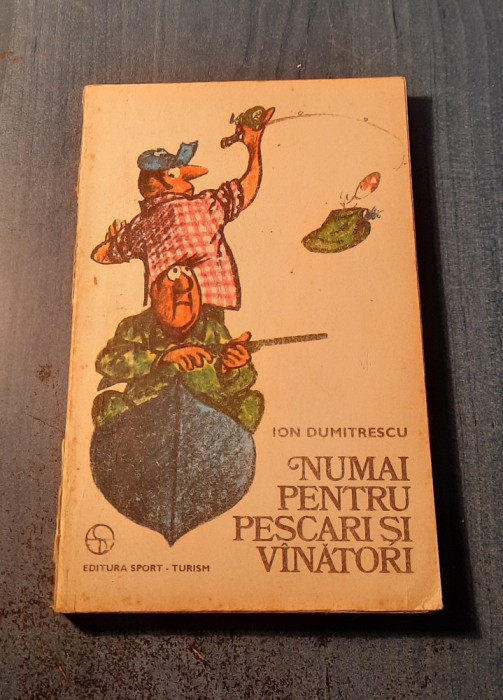 ION DUMITRESCU
NUMAI
PENTRU
PESCARI ȘI
VÎNĂTORI
EDITURA SPORT - TURISM